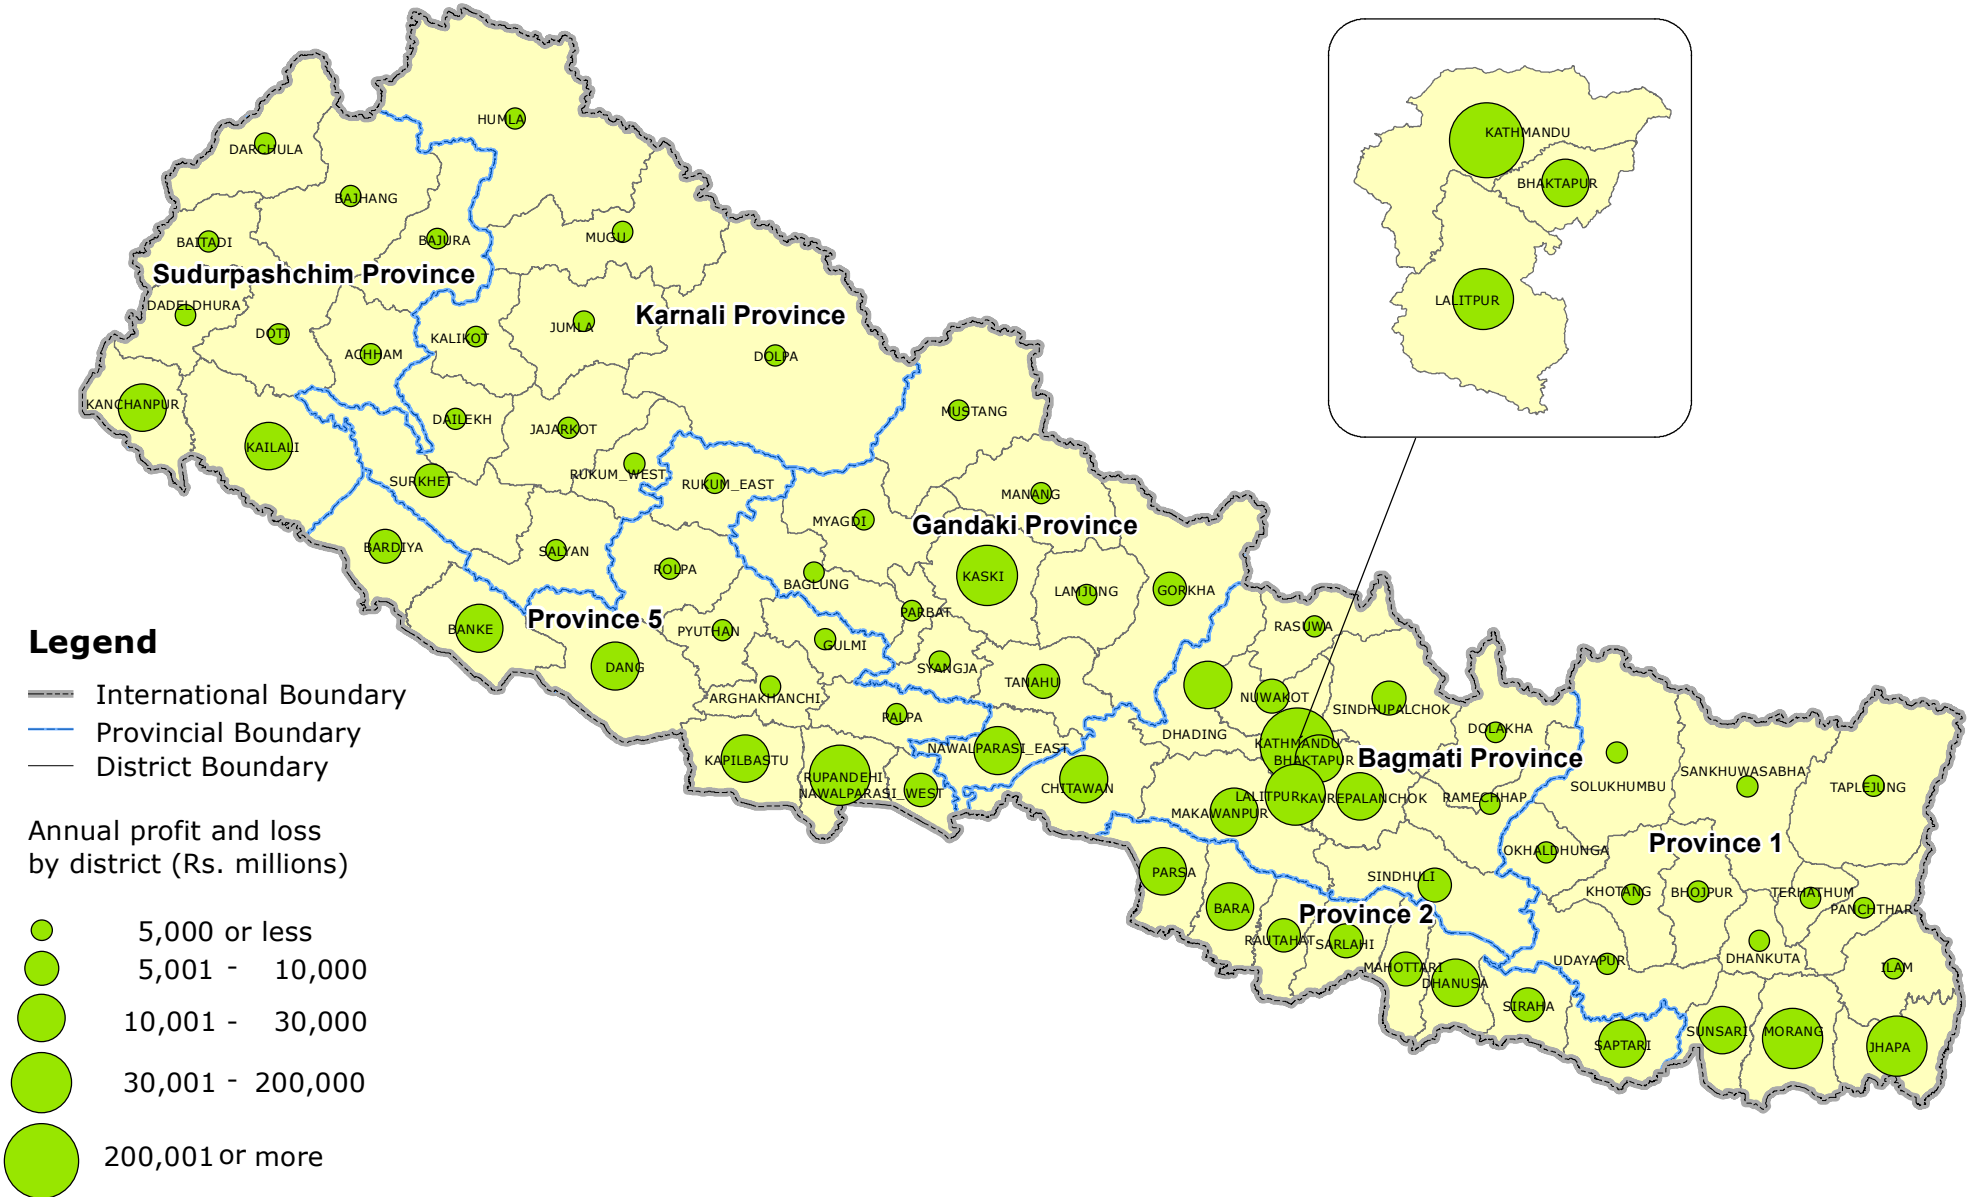 HUMLA
DARCHULA
BAJHANG
BAITADI
BAJURA
MUGU
Sudurpashchim Province
DADELDHURA
DOTI
ACHHAM
KALIKOT
JUMLA
Karnali Province
DOLPA
KANCHANPUR
KAILALI
DAILEKH
JAJARKOT
MUSTANG
SURKHET
RUKUM_WEST
RUKUM_EAST
MANANG
MYAGDI
Gandaki Province
BARDIYA
SALYAN
ROLPA
BAGLUNG
KASKI
LAMJUNG
GORKHA
PARBAT
BANKE
Province 5
PYUTHAN
GULMI
RASUWA
DANG
SYANGJA
TANAHU
ARGHAKHANCHI
NUWAKOT
SINDHUPALCHOK
PALPA
DHADING
DOLAKHA
NAWALPARASI_EAST
KATHMANDU
BHAKTAPUR
Bagmati Province
KAPILBASTU
RUPANDEHI
NAWALPARASI_WEST
CHITAWAN
LALITPUR
KAVREPALANCHOK
RAMECHHAP
MAKAWANPUR
SOLUKHUMBU
SANKHUWASABHA
TAPLEJUNG
Province 1
OKHALDHUNGA
PARSA
SINDHULI
KHOTANG
BHOJPUR
TERHATHUM
PANCHTHAR
BARA
Province 2
RAUTAHAT
SARLAHI
MAHOTTARI
DHANUSA
UDAYAPUR
DHANKUTA
ILAM
SIRAHA
SAPTARI
SUNSARI
MORANG
JHAPA
KATHMANDU
BHAKTAPUR
LALITPUR
Legend
International Boundary
Provincial Boundary
District Boundary
Annual profit and loss
by district (Rs. millions)
5,000 or less
5,001 - 10,000
10,001 - 30,000
30,001 - 200,000
200,001 or more